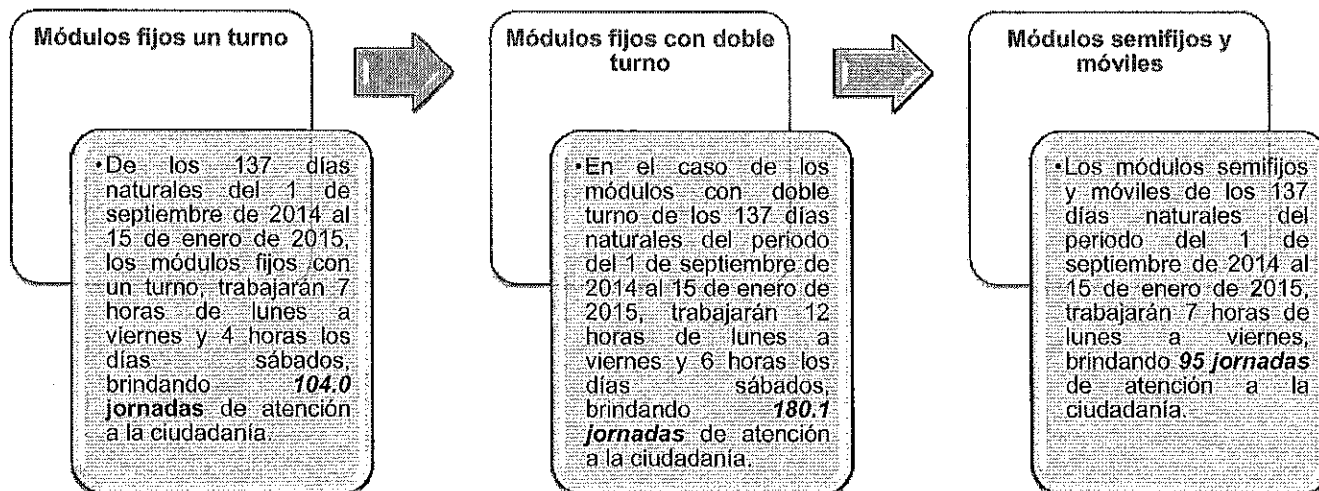 Módulos fijos un turno
•De los 137 días
naturales del 1 de
septiembre de 2014 al
15 de enero de 2015,
los módulos fijos con
un turno, trabajarán 7
horas de lunes a
viernes y 4 horas los
días sábados,
brindando 104.0
jornadas de atención
a la ciudadanía.
Módulos fijos con doble
turno
•En el caso de los
módulos con doble
turno de los 137 días
naturales del periodo
del 1 de septiembre de
2014 al 15 de enero de
2015, trabajarán 12
horas de lunes a
viernes y 6 horas los
días sábados,
brindando 180.1
jornadas de atención
a la ciudadanía.
Módulos semifijos y
móviles
•Los módulos semifijos
y móviles de los 137
días naturales del
periodo del 1 de
septiembre de 2014 al
15 de enero de 2015,
trabajarán 7 horas de
lunes a viernes,
brindando 95 jornadas
de atención a la
ciudadanía.